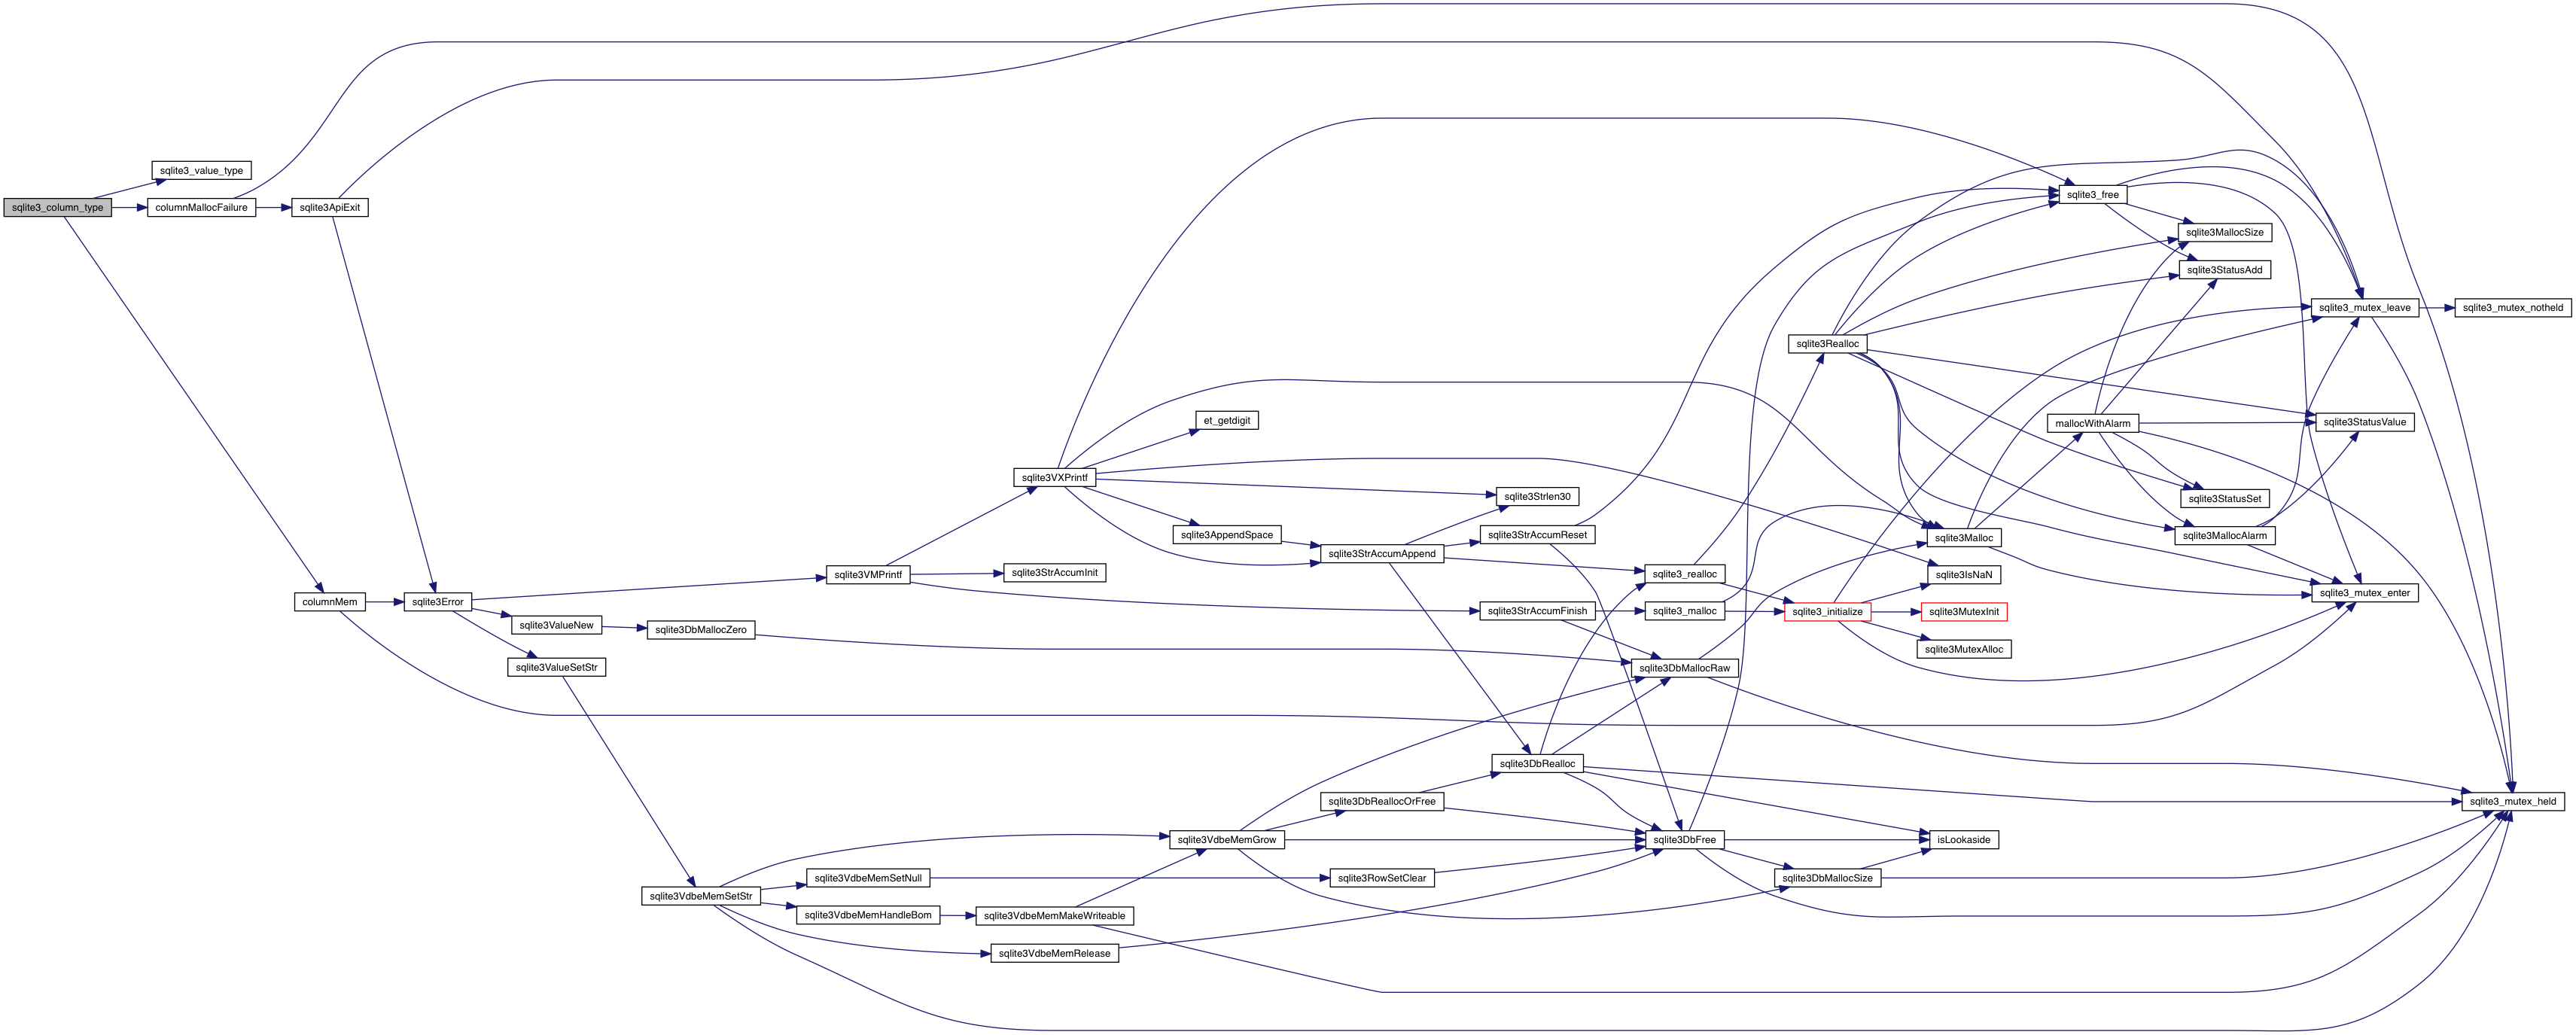 sqlite3_column_type
sqlite3_value_type
columnMallocFailure
sqlite3ApiExit
columnMem
sqlite3Error
sqlite3ValueNew
sqlite3ValueSetStr
sqlite3DbMallocZero
sqlite3VdbeMemSetStr
sqlite3VMPrintf
sqlite3VdbeMemSetNull
sqlite3VdbeMemHandleBom
sqlite3VXPrintf
sqlite3StrAccumInit
sqlite3VdbeMemMakeWriteable
sqlite3VdbeMemRelease
et_getdigit
sqlite3AppendSpace
sqlite3VdbeMemGrow
sqlite3StrAccumAppend
sqlite3DbReallocOrFree
sqlite3RowSetClear
sqlite3Strlen30
sqlite3StrAccumReset
sqlite3StrAccumFinish
sqlite3DbRealloc
sqlite3_realloc
sqlite3_malloc
sqlite3DbMallocRaw
sqlite3DbFree
sqlite3Realloc
sqlite3_initialize
sqlite3DbMallocSize
sqlite3Malloc
sqlite3IsNaN
sqlite3MutexInit
sqlite3MutexAlloc
isLookaside
sqlite3_free
mallocWithAlarm
sqlite3MallocSize
sqlite3StatusAdd
sqlite3StatusSet
sqlite3MallocAlarm
sqlite3_mutex_leave
sqlite3StatusValue
sqlite3_mutex_enter
sqlite3_mutex_notheld
sqlite3_mutex_held